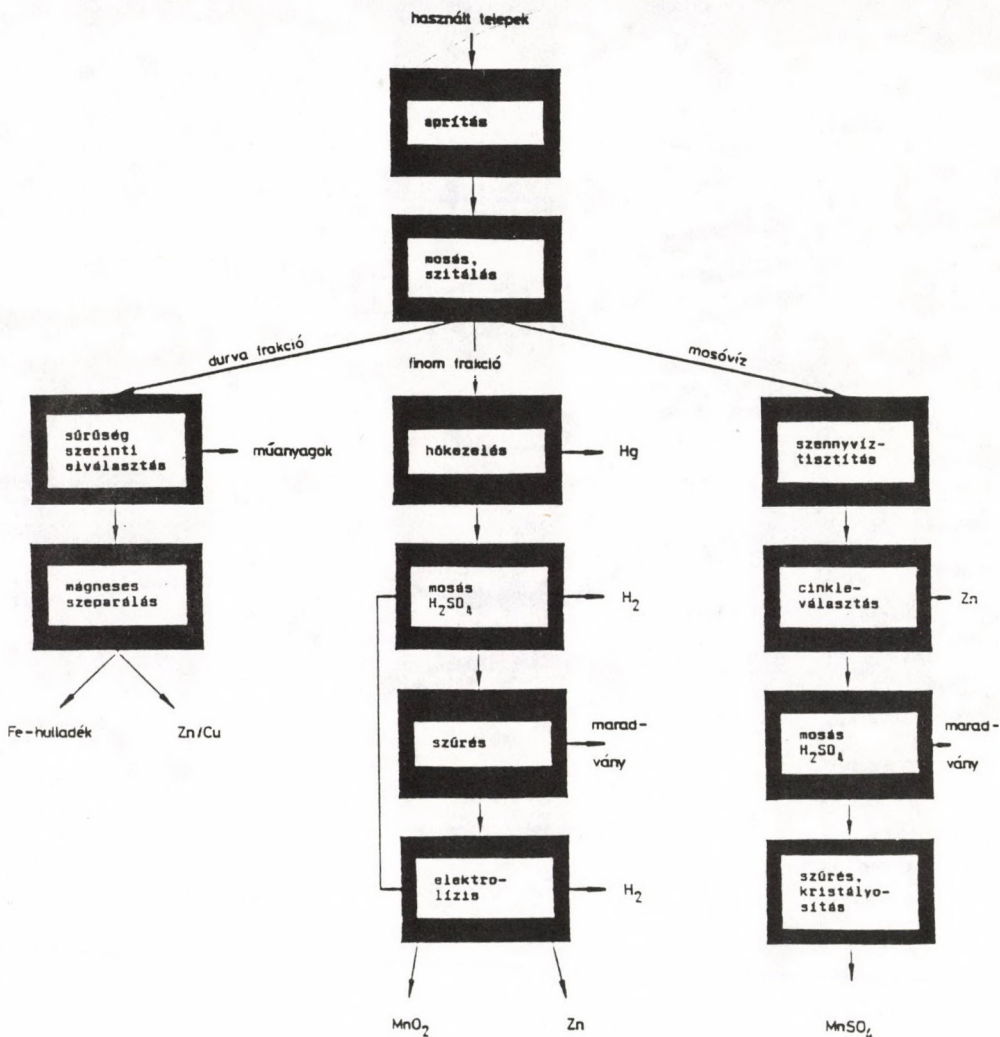 használt telepek
aprítás
mosás,
szitálás
durva frakció
finom frakció
mosóvíz
sűrűség
szerinti
elválasztás
műanyagok
mágneses
szeparálás
Fe-hulladék
Zn/Cu
hőkezelés
Hg
mosás
H₂SO₄
H₂
szűrés
marad-
vány
elektro-
lízis
H₂
MnO₂
Zn
szennyvíz-
tisztítás
cinkle-
választás
Zn
mosás
H₂SO₄
marad-
vány
szűrés,
kristályo-
sítás
MnSO₄